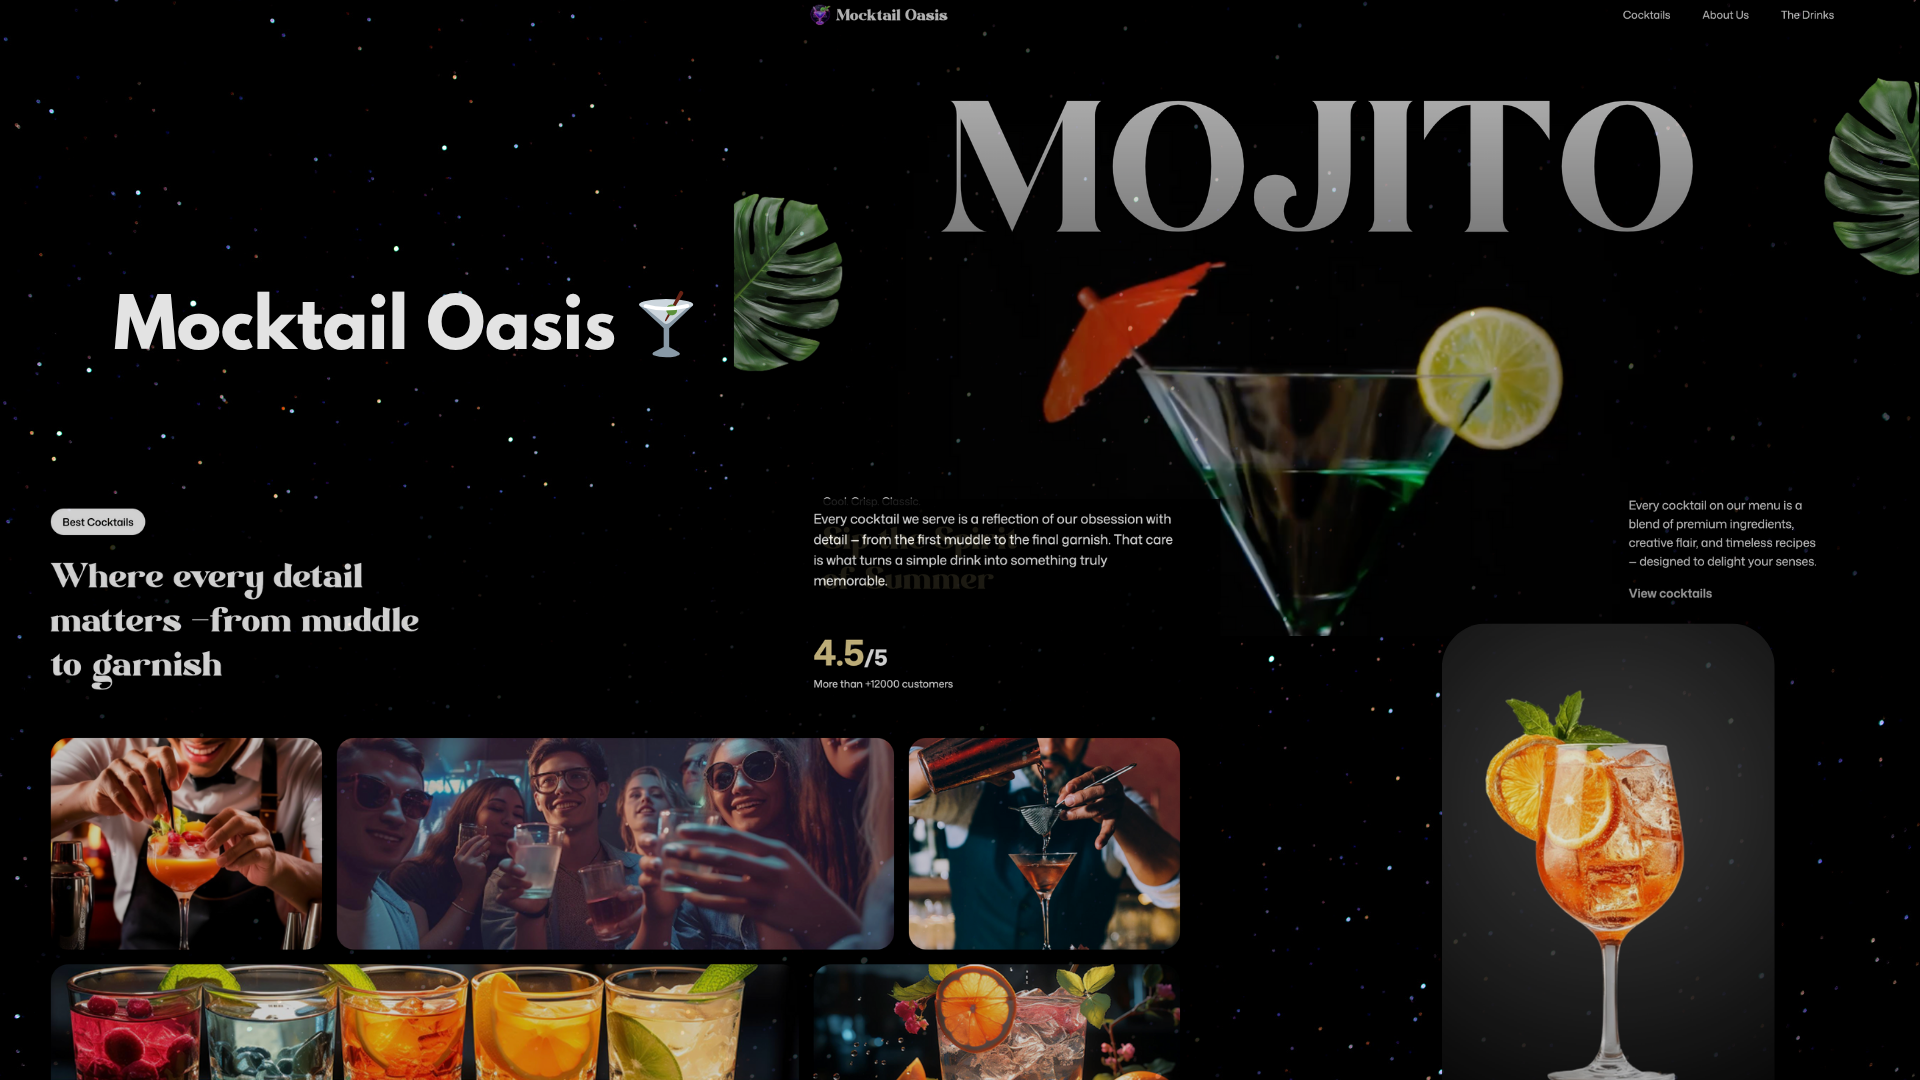 Mocktail Oasis
Cocktails
About Us
The Drinks
MOJITO
Mocktail Oasis
Cool. Crisp. Classic.
Sip the Spirit
of Summer
Every cocktail we serve is a reflection of our obsession with
detail – from the first muddle to the final garnish. That care
is what turns a simple drink into something truly
memorable.
4.5/5
More than +12000 customers
Every cocktail on our menu is a
blend of premium ingredients,
creative flair, and timeless recipes
– designed to delight your senses.
View cocktails
Best Cocktails
Where every detail
matters –from muddle
to garnish